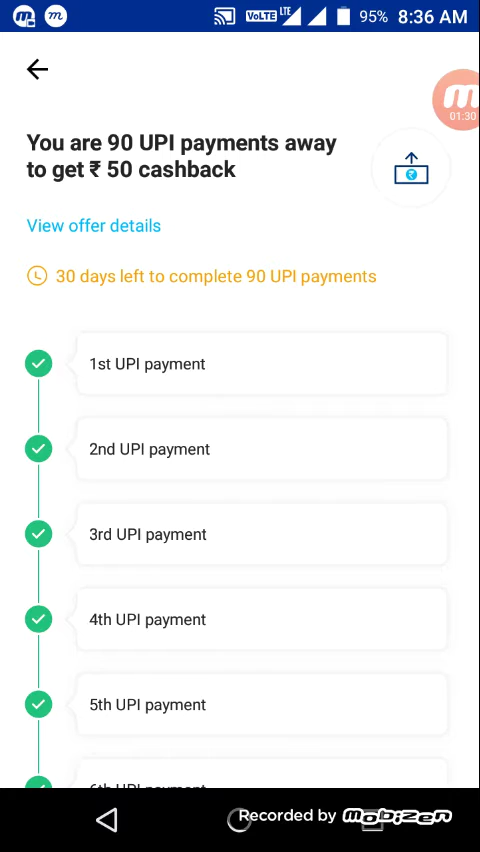 VoLTE LTE 95% 8:36 AM
01:30
You are 90 UPI payments away
to get ₹ 50 cashback
View offer details
30 days left to complete 90 UPI payments
1st UPI payment
2nd UPI payment
3rd UPI payment
4th UPI payment
5th UPI payment
6th UPI payment
Recorded by mobizen